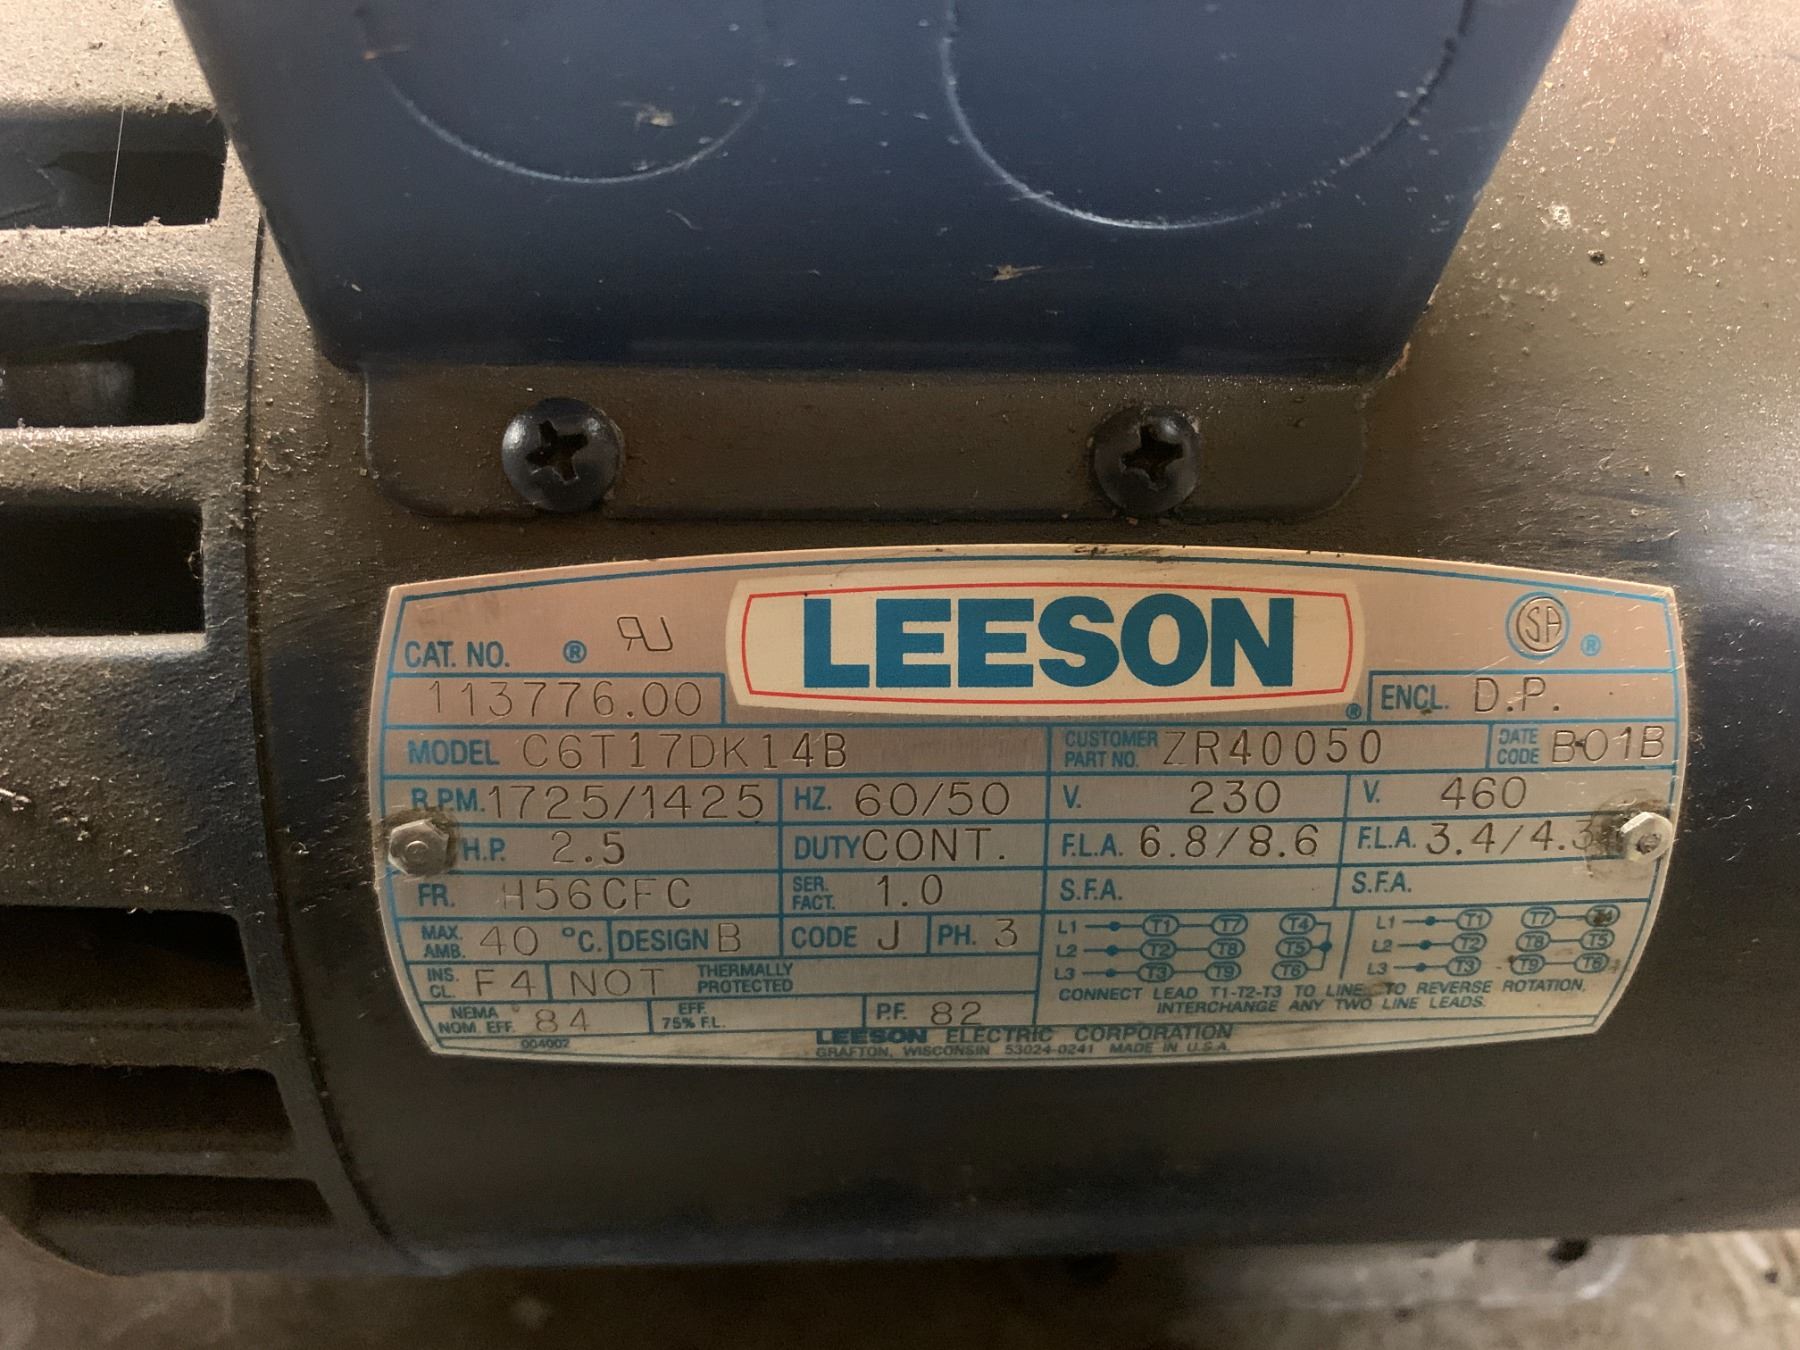 LEESON
CAT. NO. ® RU SA ®
113776.00 ® ENCL. D.P.
MODEL C6T17DK14B CUSTOMER PART NO. ZR40050 DATE CODE B01B
R.P.M. 1725/1425 HZ. 60/50 V. 230 V. 460
H.P. 2.5 DUTY CONT. F.L.A. 6.8/8.6 F.L.A. 3.4/4.3
FR. H56CFC SER. FACT. 1.0 S.F.A. S.F.A.
MAX. AMB. 40 °C. DESIGN B CODE J PH. 3
L1 T1 T7 T4 L1 T1 T7 T4
L2 T2 T8 T5 L2 T2 T8 T5
L3 T3 T9 T6 L3 T3 T9 T6
INS. CL. F4 NOT THERMALLY PROTECTED
CONNECT LEAD T1-T2-T3 TO LINE. TO REVERSE ROTATION,
INTERCHANGE ANY TWO LINE LEADS.
NEMA NOM. EFF. 84 EFF. 75% F.L. P.F. 82
004002 LEESON ELECTRIC CORPORATION
GRAFTON, WISCONSIN 53024-0241 MADE IN U.S.A.